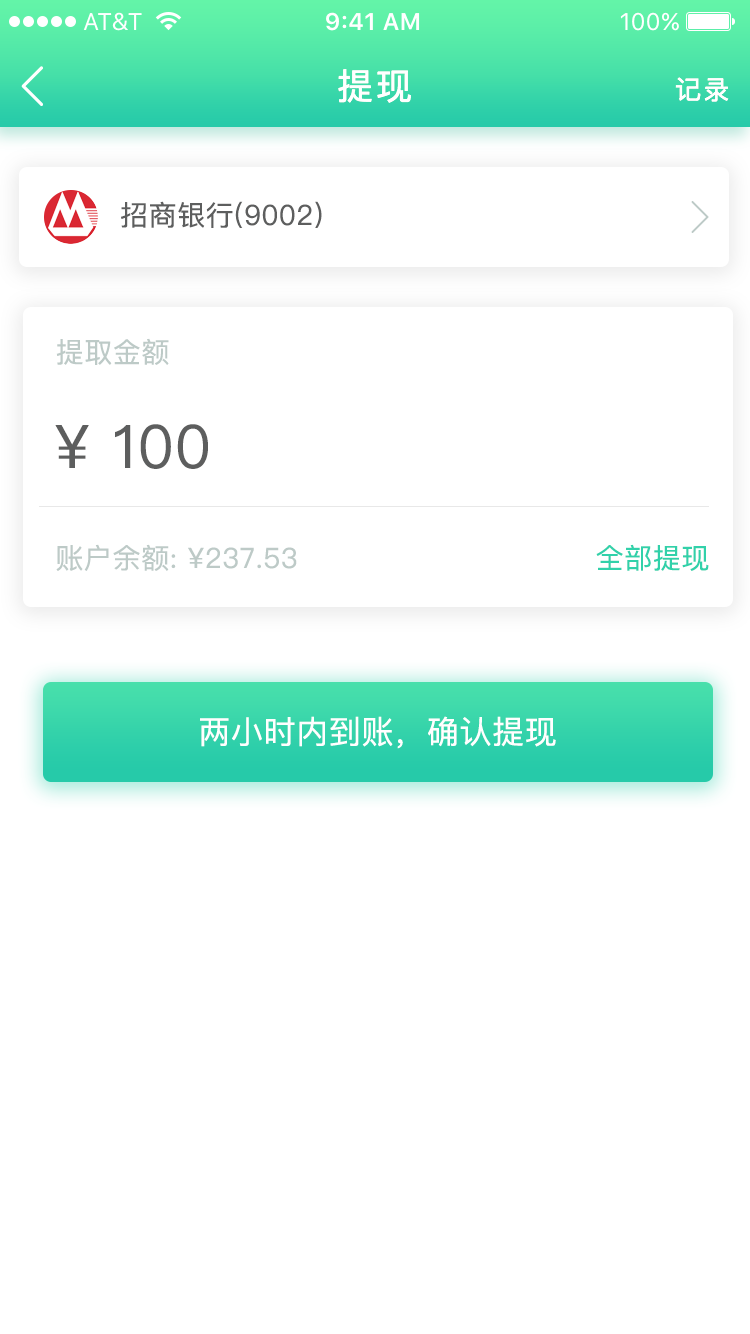 AT&T 9:41 AM 100%
提现 记录
招商银行(9002)
提取金额
¥ 100
账户余额: ¥237.53 全部提现
两小时内到账，确认提现